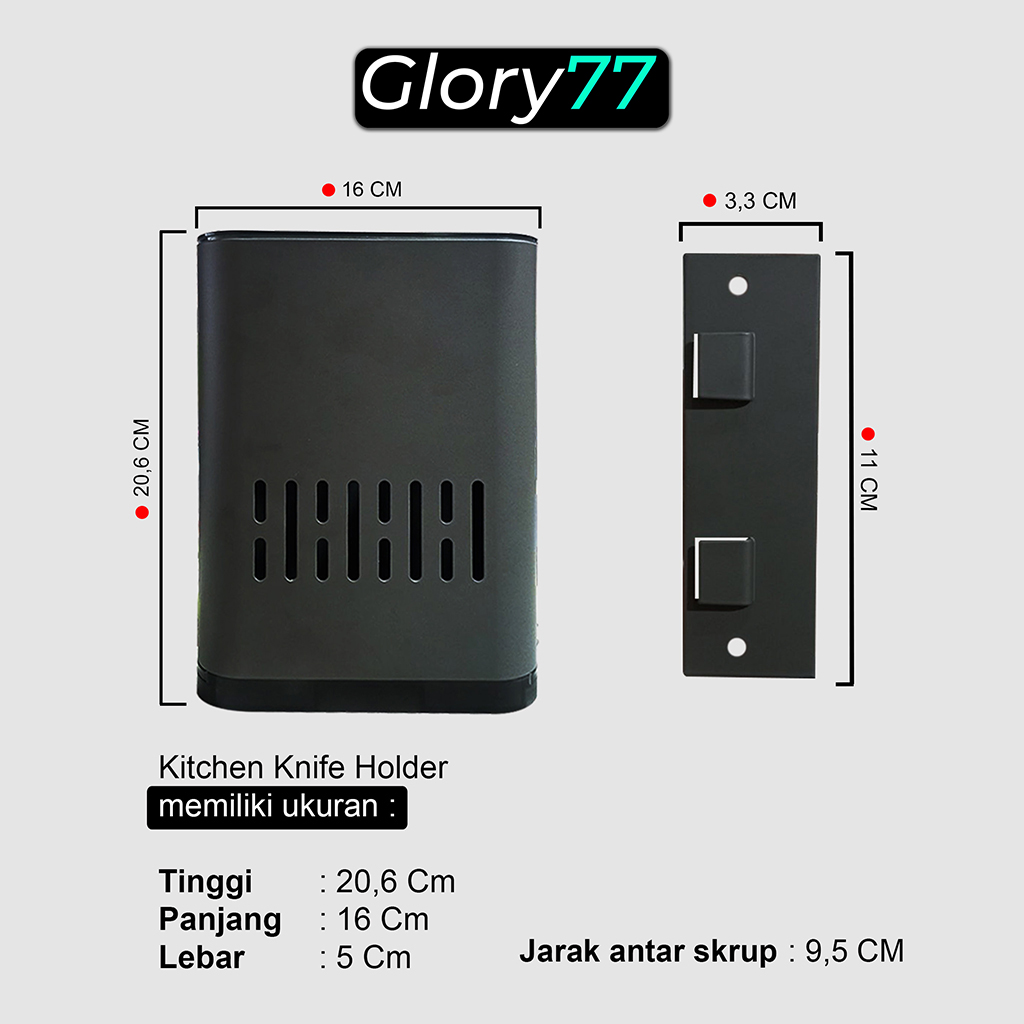 Glory77
16 CM
3,3 CM
20,6 CM
11 CM
Kitchen Knife Holder
memiliki ukuran :
Tinggi : 20,6 Cm
Panjang : 16 Cm
Lebar : 5 Cm
Jarak antar skrup : 9,5 CM